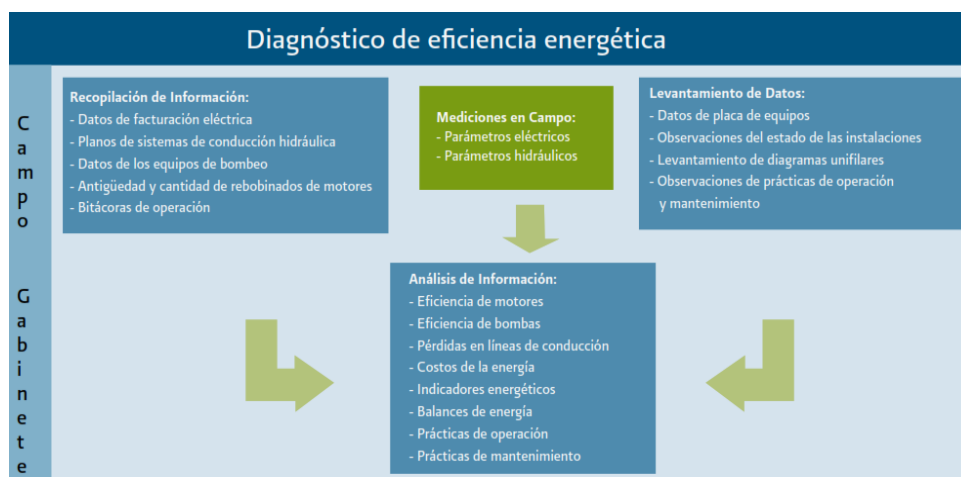 Diagnóstico de eficiencia energética
Campo
Recopilación de Información:
- Datos de facturación eléctrica
- Planos de sistemas de conducción hidráulica
- Datos de los equipos de bombeo
- Antigüedad y cantidad de rebobinados de motores
- Bitácoras de operación
Mediciones en Campo:
- Parámetros eléctricos
- Parámetros hidráulicos
Levantamiento de Datos:
- Datos de placa de equipos
- Observaciones del estado de las instalaciones
- Levantamiento de diagramas unifilares
- Observaciones de prácticas de operación
y mantenimiento
Gabinete
Análisis de Información:
- Eficiencia de motores
- Eficiencia de bombas
- Pérdidas en líneas de conducción
- Costos de la energía
- Indicadores energéticos
- Balances de energía
- Prácticas de operación
- Prácticas de mantenimiento